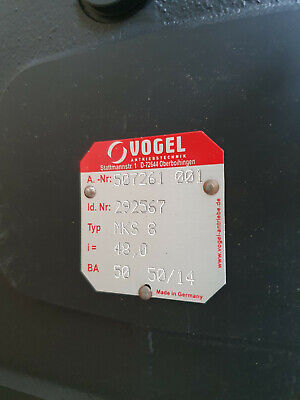 VOGEL
ANTRIEBSTECHNIK
Stattmannstr. 1 D-72644 Oberboihingen
A.-Nr: 507261 001
Id. Nr: 292567
Typ MKS 8
i = 48,0
BA 50 50/14
Made in Germany
www.vogel-antriebe.de